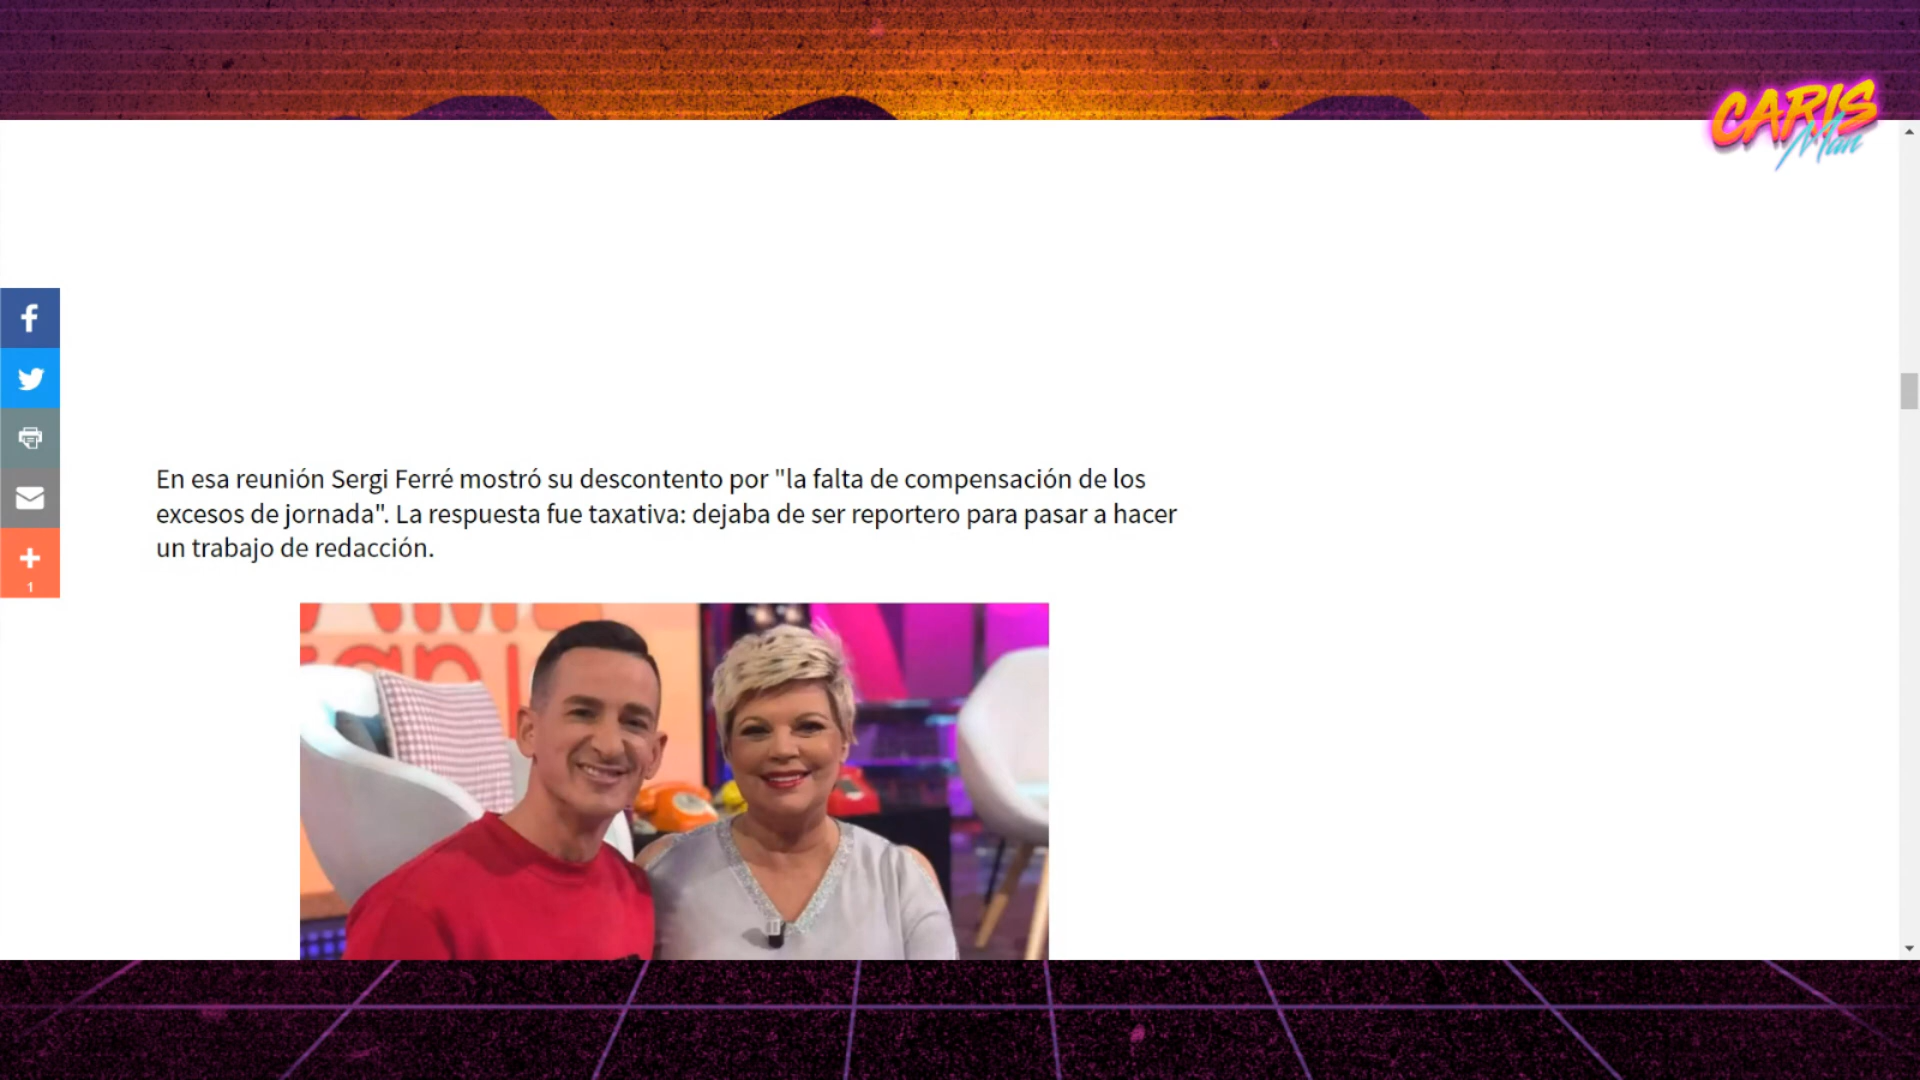 CARIS
Man
En esa reunión Sergi Ferré mostró su descontento por "la falta de compensación de los
excesos de jornada". La respuesta fue taxativa: dejaba de ser reportero para pasar a hacer
un trabajo de redacción.
1